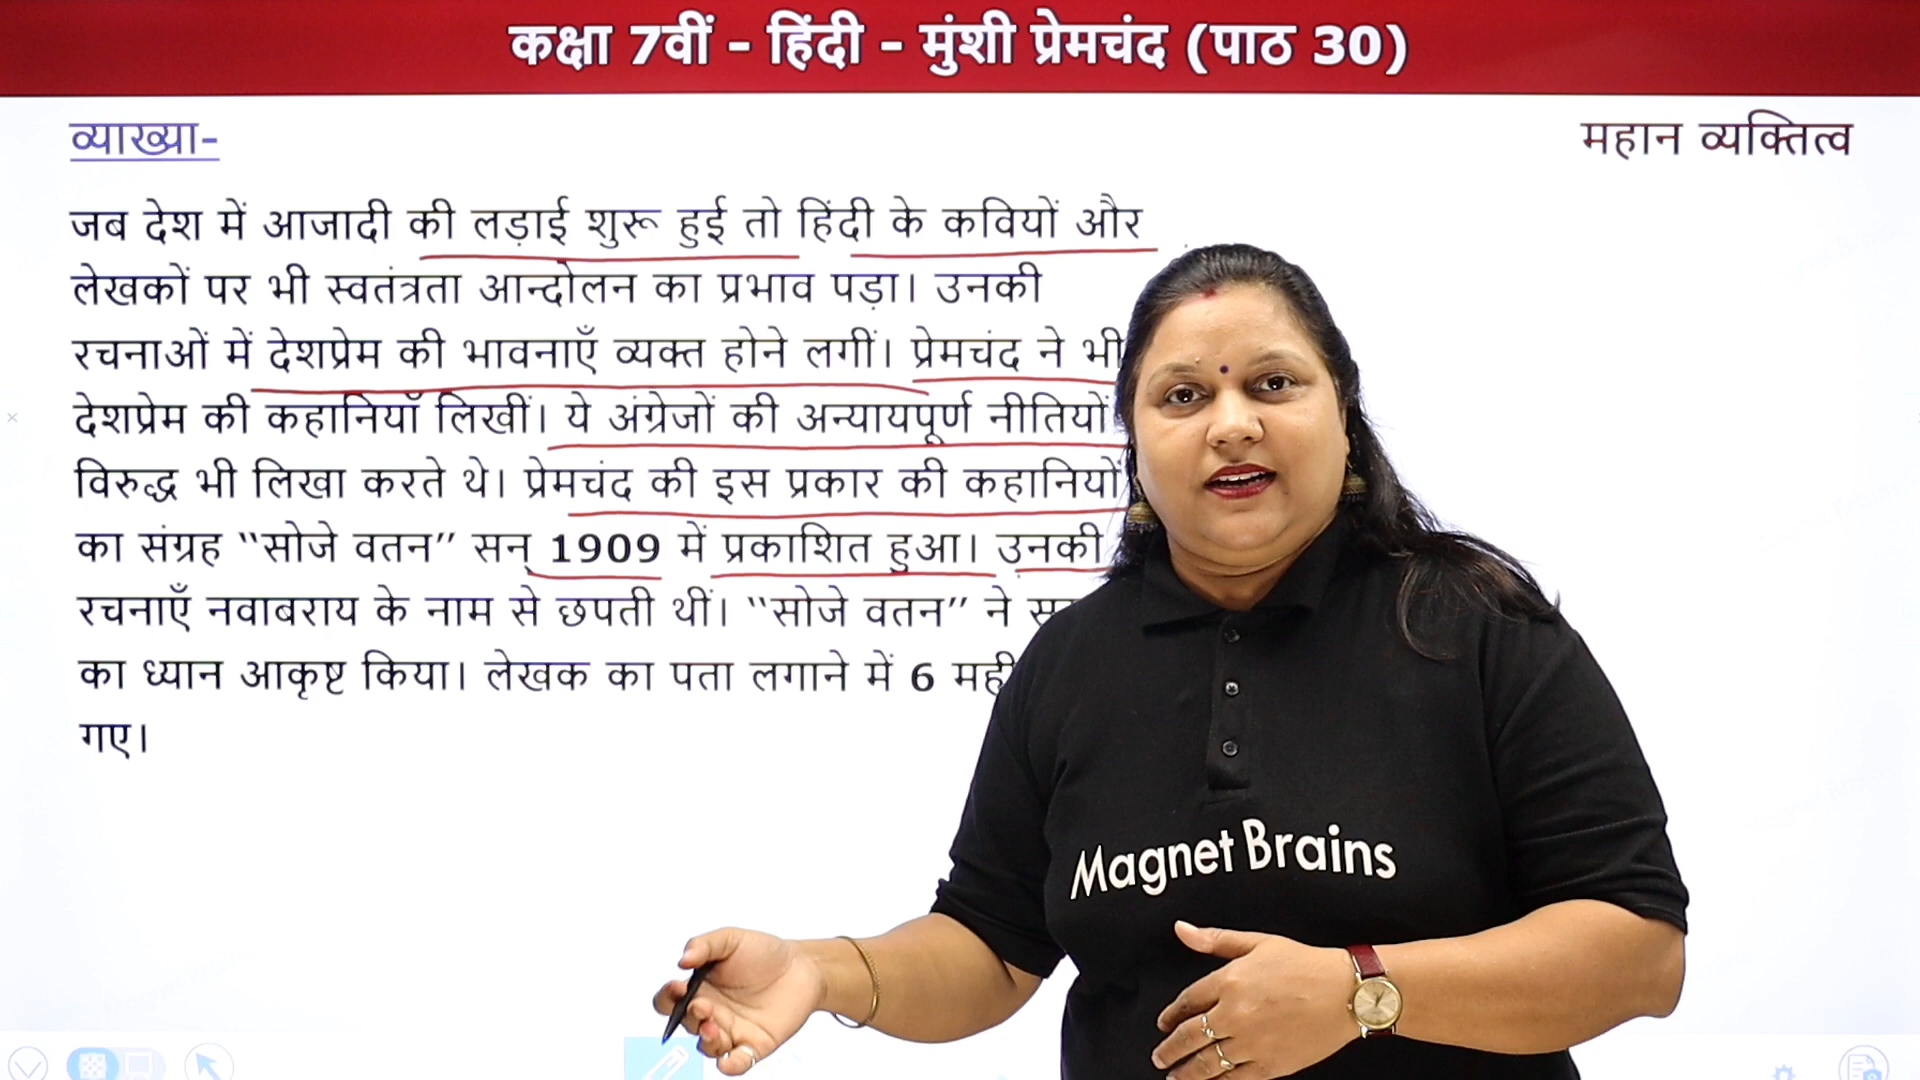 कक्षा 7वीं - हिंदी - मुंशी प्रेमचंद (पाठ 30)
व्याख्या-
महान व्यक्तित्व
जब देश में आजादी की लड़ाई शुरू हुई तो हिंदी के कवियों और
लेखकों पर भी स्वतंत्रता आन्दोलन का प्रभाव पड़ा। उनकी
रचनाओं में देशप्रेम की भावनाएँ व्यक्त होने लगीं। प्रेमचंद ने भी
देशप्रेम की कहानियाँ लिखीं। ये अंग्रेजों की अन्यायपूर्ण नीतियों
विरुद्ध भी लिखा करते थे। प्रेमचंद की इस प्रकार की कहानियों
का संग्रह "सोजे वतन" सन् 1909 में प्रकाशित हुआ। उनकी
रचनाएँ नवाबराय के नाम से छपती थीं। "सोजे वतन" ने
का ध्यान आकृष्ट किया। लेखक का पता लगाने में 6
गए।
Magnet Brains